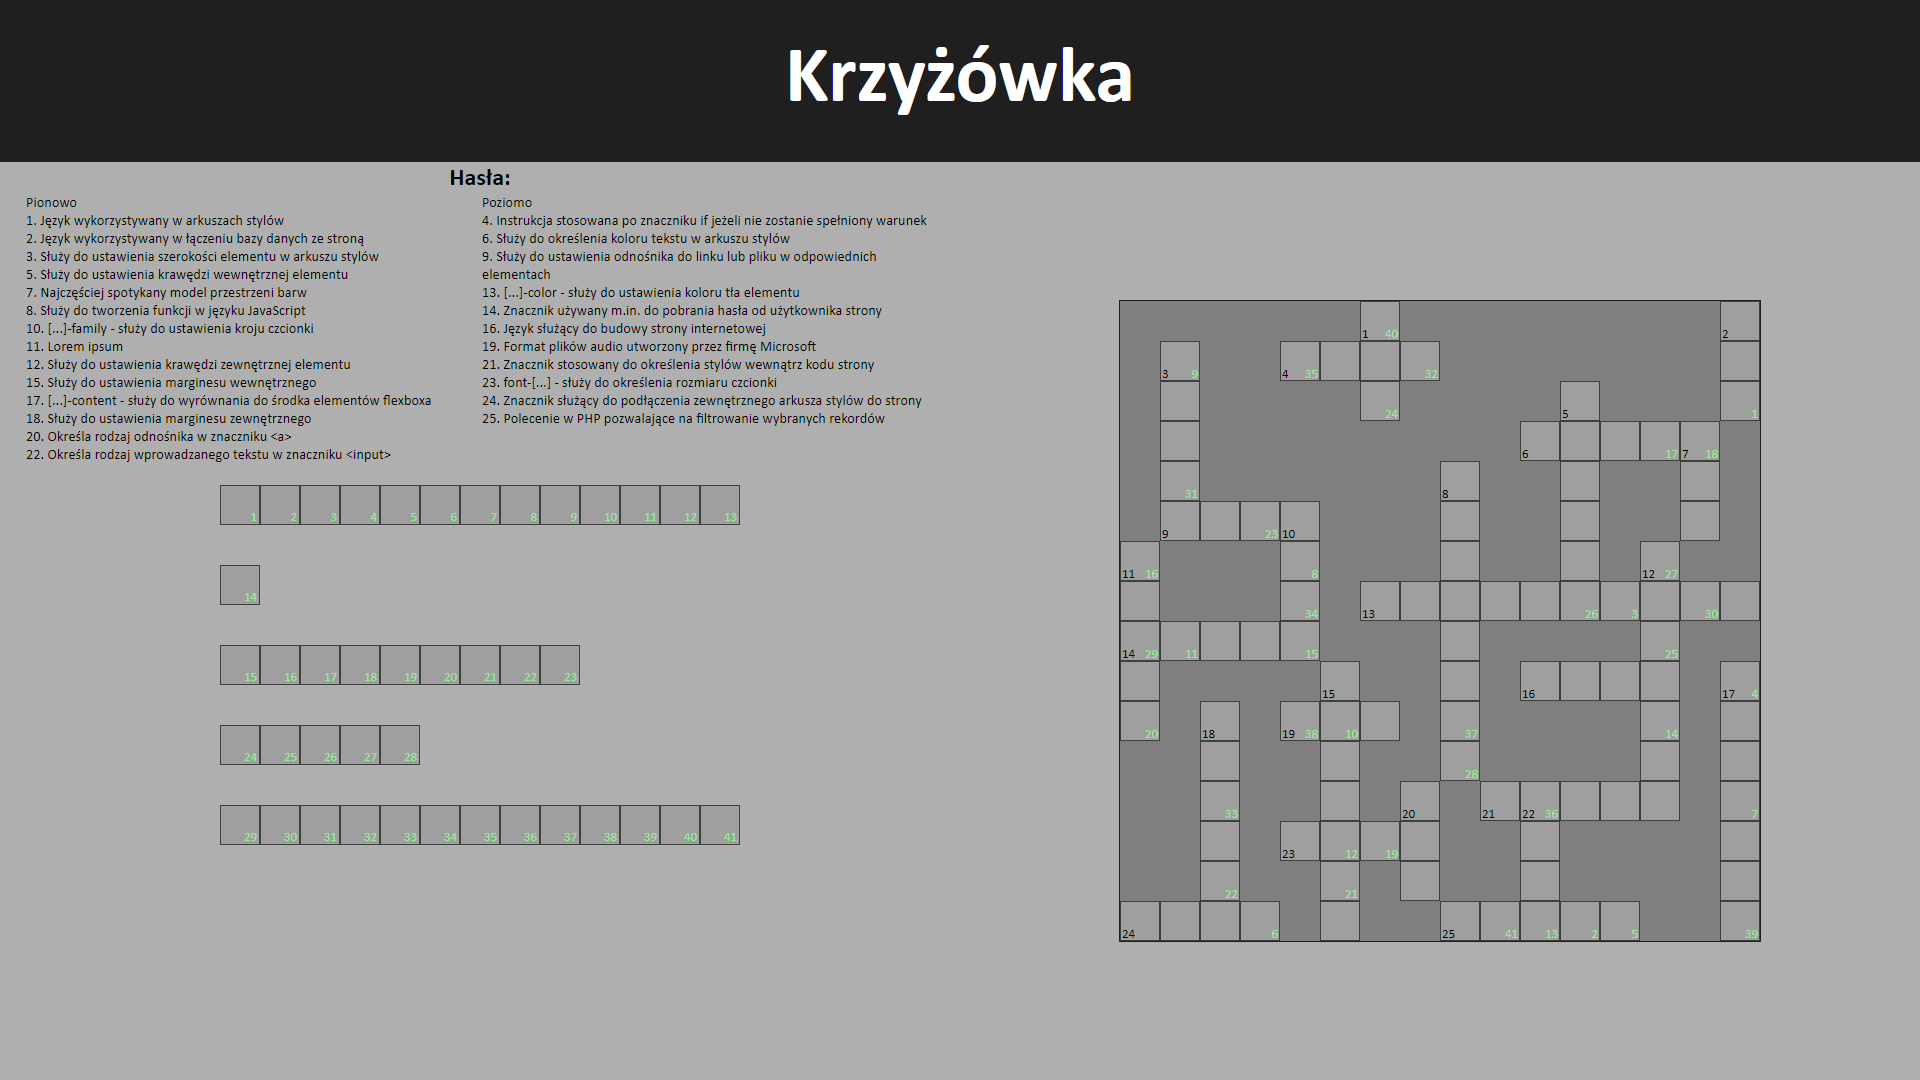 Krzyżówka
Hasła:
Pionowo
1. Język wykorzystywany w arkuszach stylów
2. Język wykorzystywany w łączeniu bazy danych ze stroną
3. Służy do ustawienia szerokości elementu w arkuszu stylów
5. Służy do ustawienia krawędzi wewnętrznej elementu
7. Najczęściej spotykany model przestrzeni barw
8. Służy do tworzenia funkcji w języku JavaScript
10. [...]-family - służy do ustawienia kroju czcionki
11. Lorem ipsum
12. Służy do ustawienia krawędzi zewnętrznej elementu
15. Służy do ustawienia marginesu wewnętrznego
17. [...]-content - służy do wyrównania do środka elementów flexboxa
18. Służy do ustawienia marginesu zewnętrznego
20. Określa rodzaj odnośnika w znaczniku <a>
22. Określa rodzaj wprowadzanego tekstu w znaczniku <input>
Poziomo
4. Instrukcja stosowana po znaczniku if jeżeli nie zostanie spełniony warunek
6. Służy do określenia koloru tekstu w arkuszu stylów
9. Służy do ustawienia odnośnika do linku lub pliku w odpowiednich
elementach
13. [...]-color - służy do ustawienia koloru tła elementu
14. Znacznik używany m.in. do pobrania hasła od użytkownika strony
16. Język służący do budowy strony internetowej
19. Format plików audio utworzony przez firmę Microsoft
21. Znacznik stosowany do określenia stylów wewnątrz kodu strony
23. font-[...] - służy do określenia rozmiaru czcionki
24. Znacznik służący do podłączenia zewnętrznego arkusza stylów do strony
25. Polecenie w PHP pozwalające na filtrowanie wybranych rekordów
1 2 3 4 5 6 7 8 9 10 11 12 13
14
15 16 17 18 19 20 21 22 23
24 25 26 27 28
29 30 31 32 33 34 35 36 37 38 39 40 41
1 40 2
3 9 4 35 32
24 5 1
6 17 7 18
31 8
9 23 10
11 16 8 12 27
34 13 26 3 30
14 29 11 15 25
15 16 17 4
20 18 19 38 10 37 14
28
33 20 21 22 36 7
23 12 19
22 21
24 6 25 41 13 2 5 39